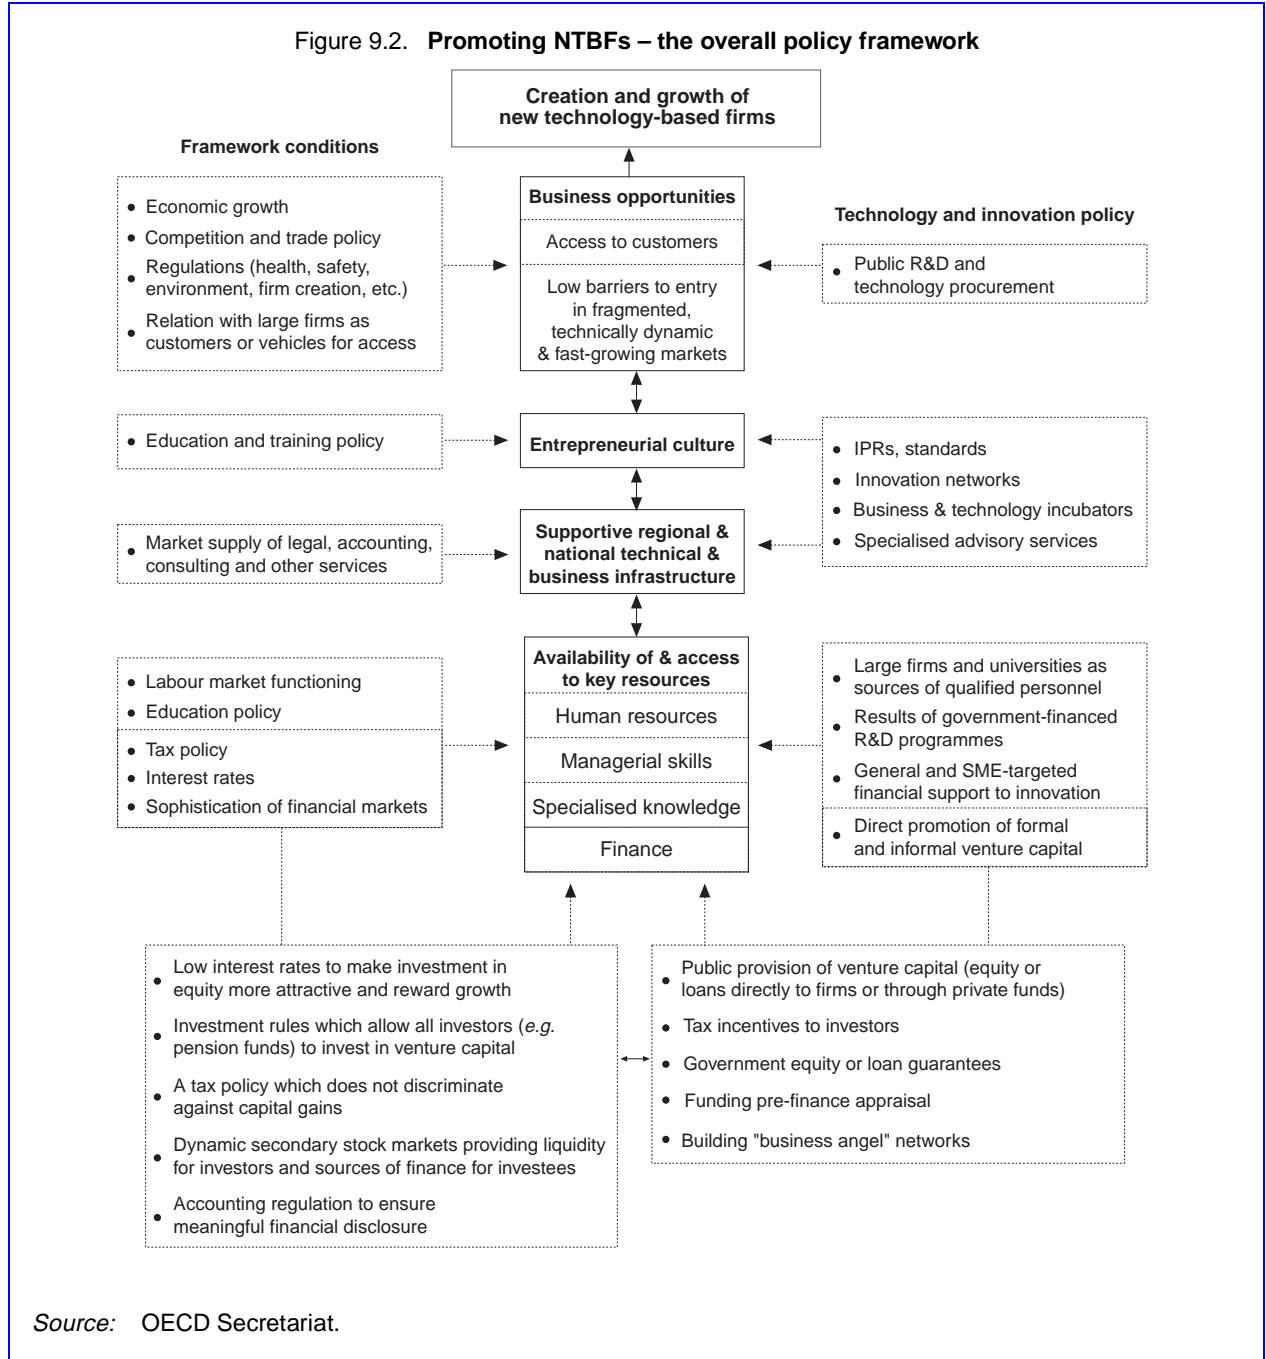 Figure 9.2. Promoting NTBFs – the overall policy framework
Creation and growth of
new technology-based firms
Framework conditions
• Economic growth
• Competition and trade policy
• Regulations (health, safety,
environment, firm creation, etc.)
• Relation with large firms as
customers or vehicles for access
Business opportunities
Access to customers
Low barriers to entry
in fragmented,
technically dynamic
& fast-growing markets
Technology and innovation policy
• Public R&D and
technology procurement
• Education and training policy
Entrepreneurial culture
• IPRs, standards
• Innovation networks
• Business & technology incubators
• Specialised advisory services
• Market supply of legal, accounting,
consulting and other services
Supportive regional &
national technical &
business infrastructure
• Labour market functioning
• Education policy
• Tax policy
• Interest rates
• Sophistication of financial markets
Availability of & access
to key resources
Human resources
Managerial skills
Specialised knowledge
Finance
• Large firms and universities as
sources of qualified personnel
• Results of government-financed
R&D programmes
• General and SME-targeted
financial support to innovation
• Direct promotion of formal
and informal venture capital
• Low interest rates to make investment in
equity more attractive and reward growth
• Investment rules which allow all investors (e.g.
pension funds) to invest in venture capital
• A tax policy which does not discriminate
against capital gains
• Dynamic secondary stock markets providing liquidity
for investors and sources of finance for investees
• Accounting regulation to ensure
meaningful financial disclosure
• Public provision of venture capital (equity or
loans directly to firms or through private funds)
• Tax incentives to investors
• Government equity or loan guarantees
• Funding pre-finance appraisal
• Building "business angel" networks
Source: OECD Secretariat.